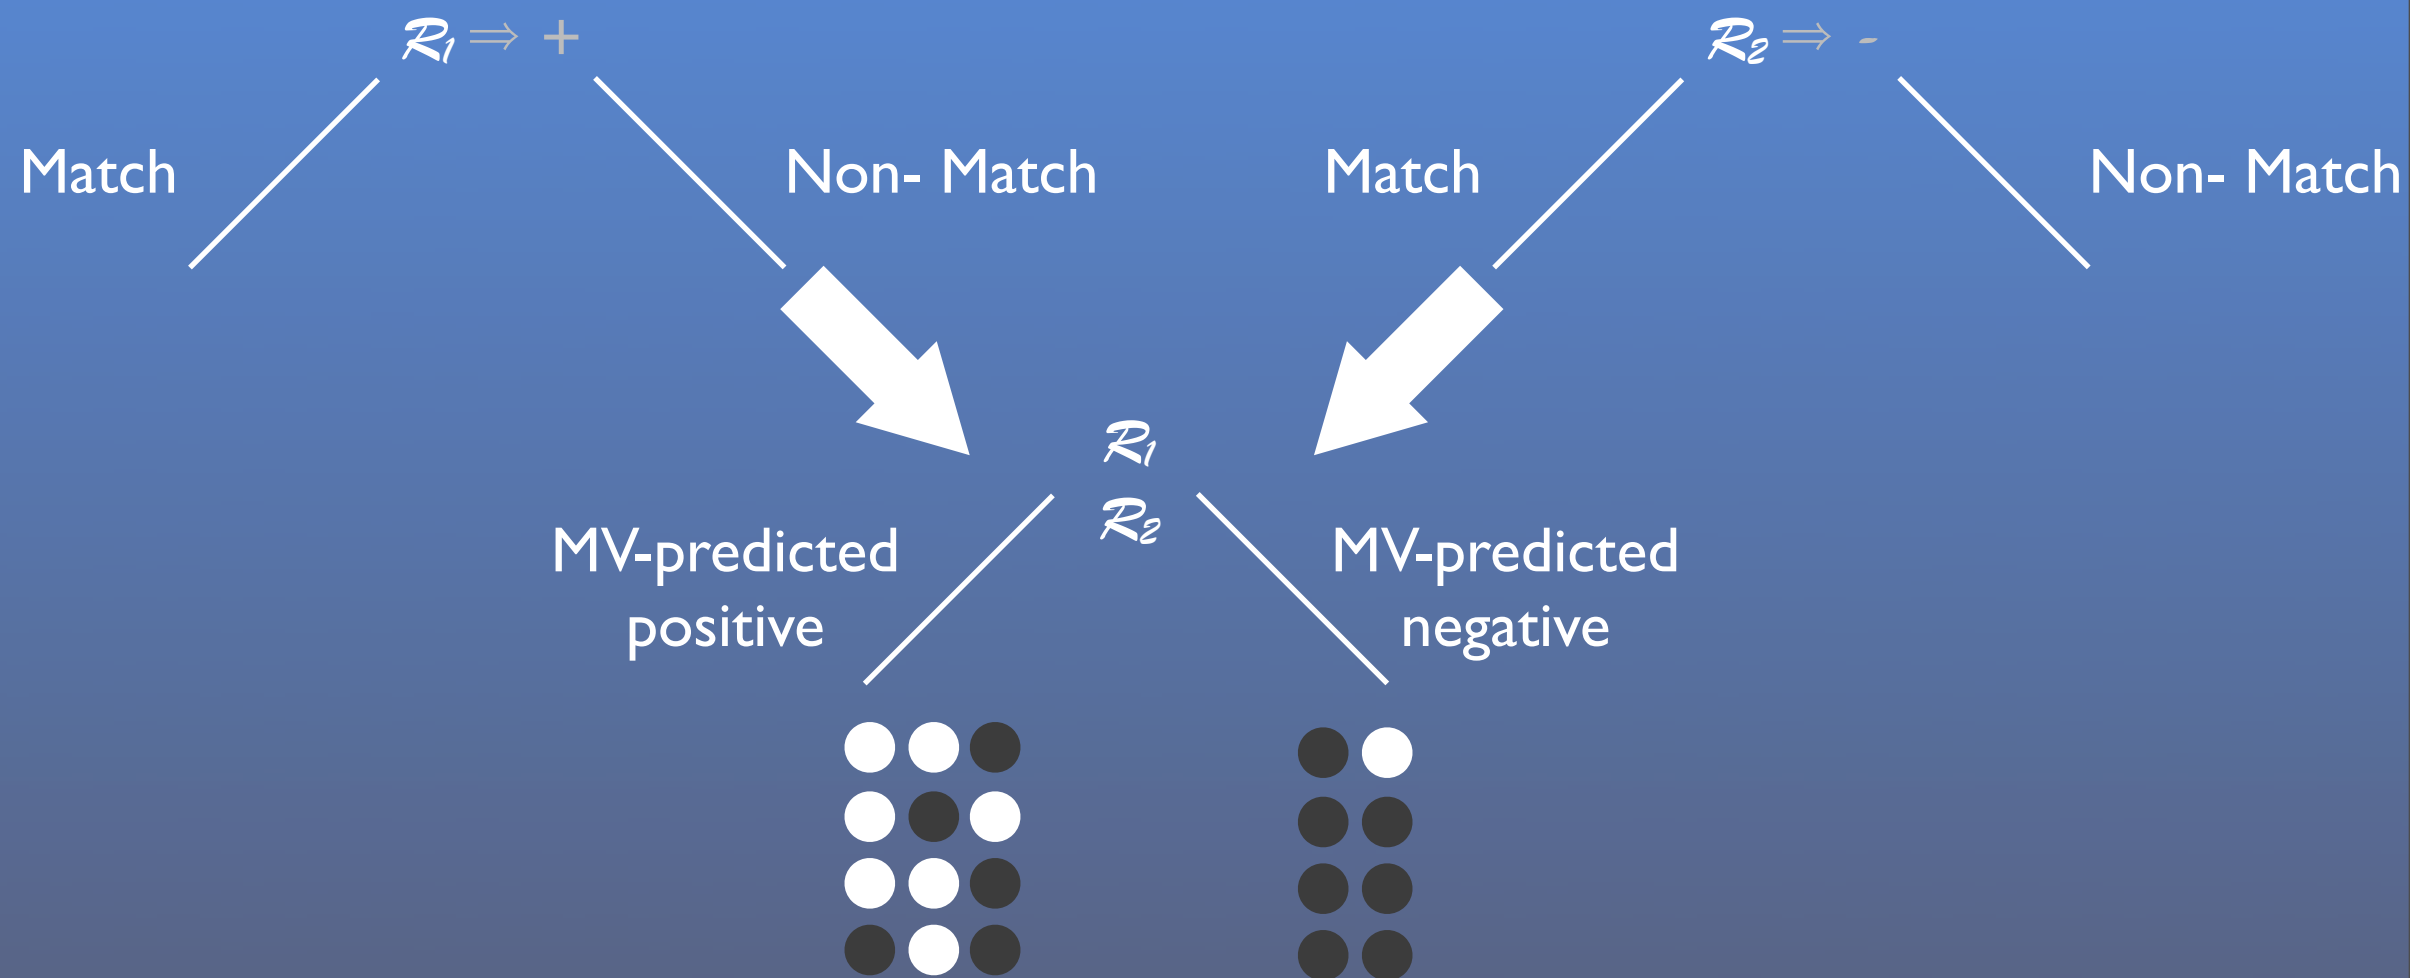 R1 ⇒ +
R2 ⇒ -
Match
Non- Match
Match
Non- Match
R1
R2
MV-predicted
positive
MV-predicted
negative